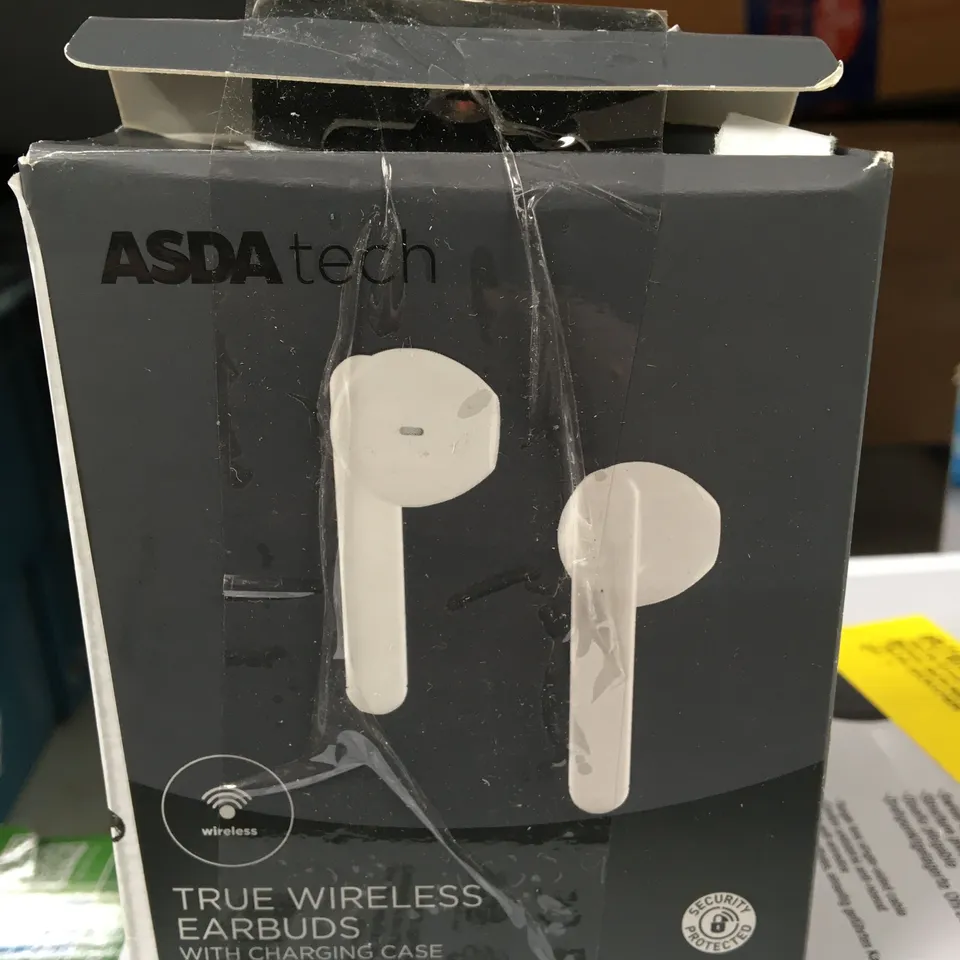 ASDA tech
wireless
TRUE WIRELESS
EARBUDS
WITH CHARGING CASE
SECURITY
PROTECTED